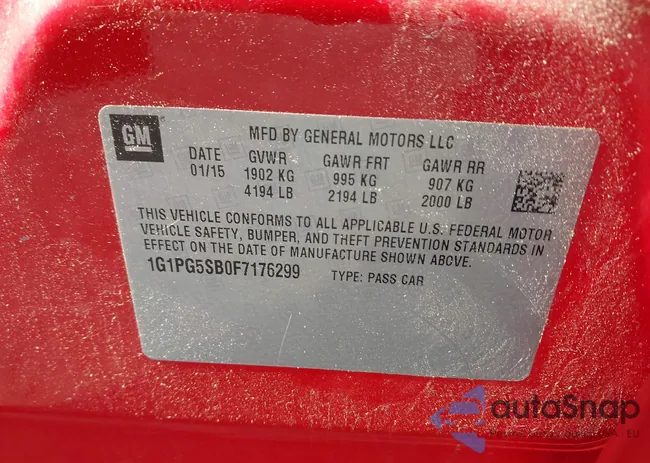 GM
MFD BY GENERAL MOTORS LLC
DATE GVWR GAWR FRT GAWR RR
01/15 1902 KG 995 KG 907 KG
4194 LB 2194 LB 2000 LB
THIS VEHICLE CONFORMS TO ALL APPLICABLE U.S. FEDERAL MOTOR
VEHICLE SAFETY, BUMPER, AND THEFT PREVENTION STANDARDS IN
EFFECT ON THE DATE OF MANUFACTURE SHOWN ABOVE.
1G1PG5SB0F7176299 TYPE: PASS CAR
autoSnap
EU